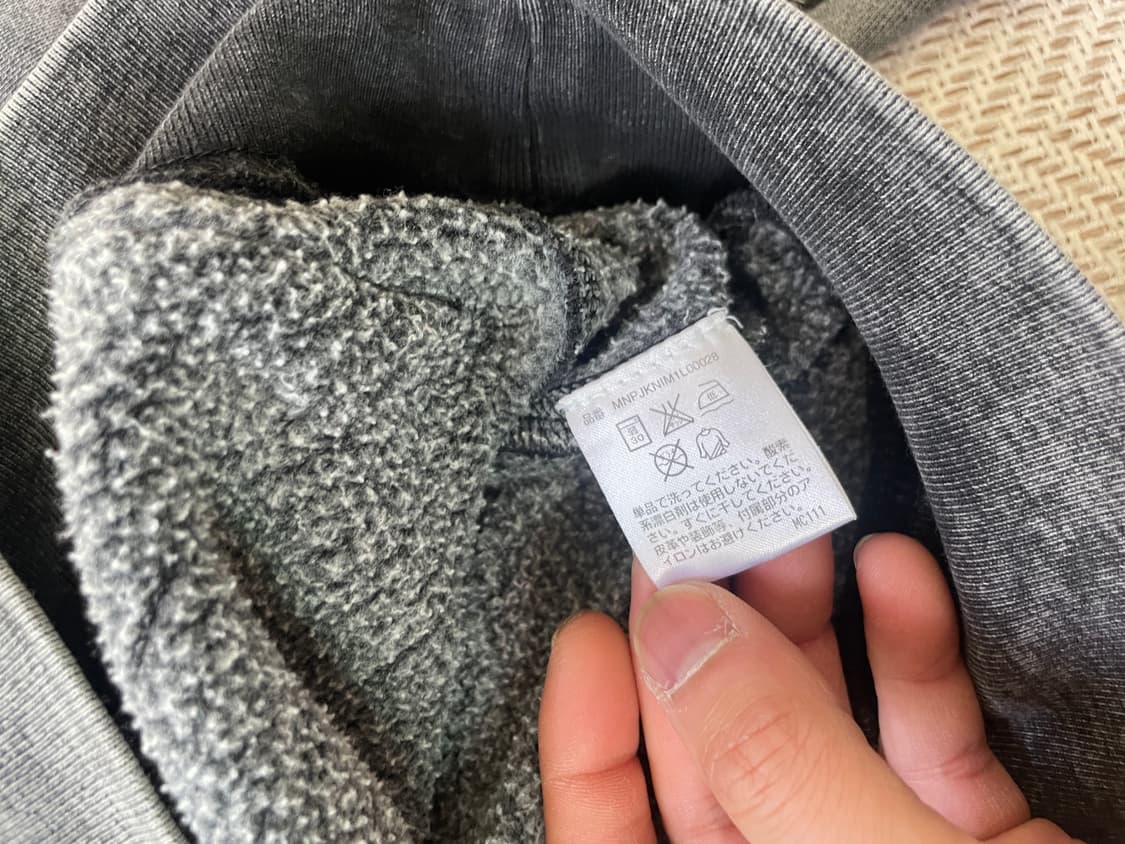 品番 MNPJKNIM1L00028
弱
30
低
単品で洗ってください。酸素
系漂白剤は使用しないでくだ
さい。すぐに干してください。
皮革や装飾等、付属部分のア
イロンはお避けください。
MC111